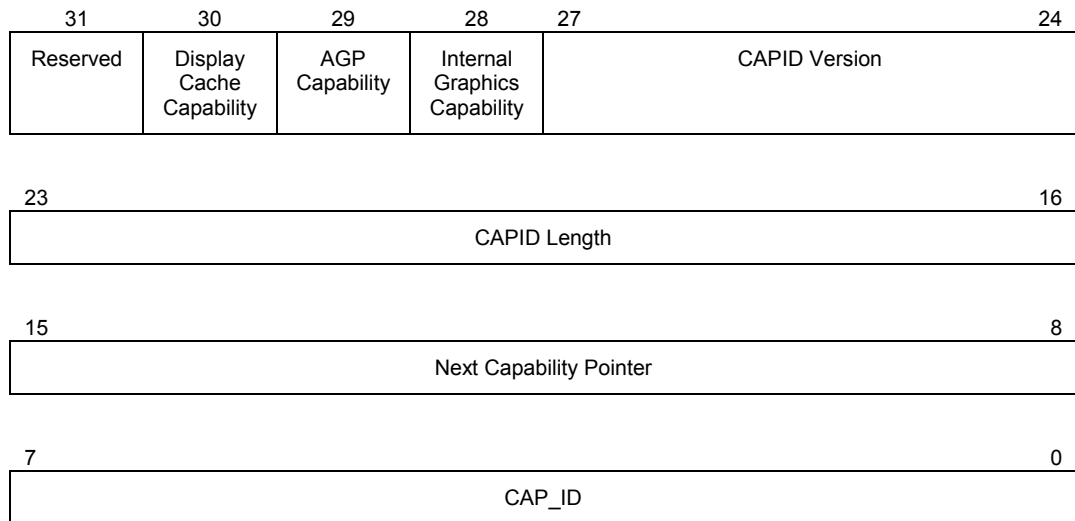 31 30 29 28 27 24
Reserved Display AGP Internal CAPID Version
Cache Capability Graphics
Capability Capability
23 16
CAPID Length
15 8
Next Capability Pointer
7 0
CAP_ID